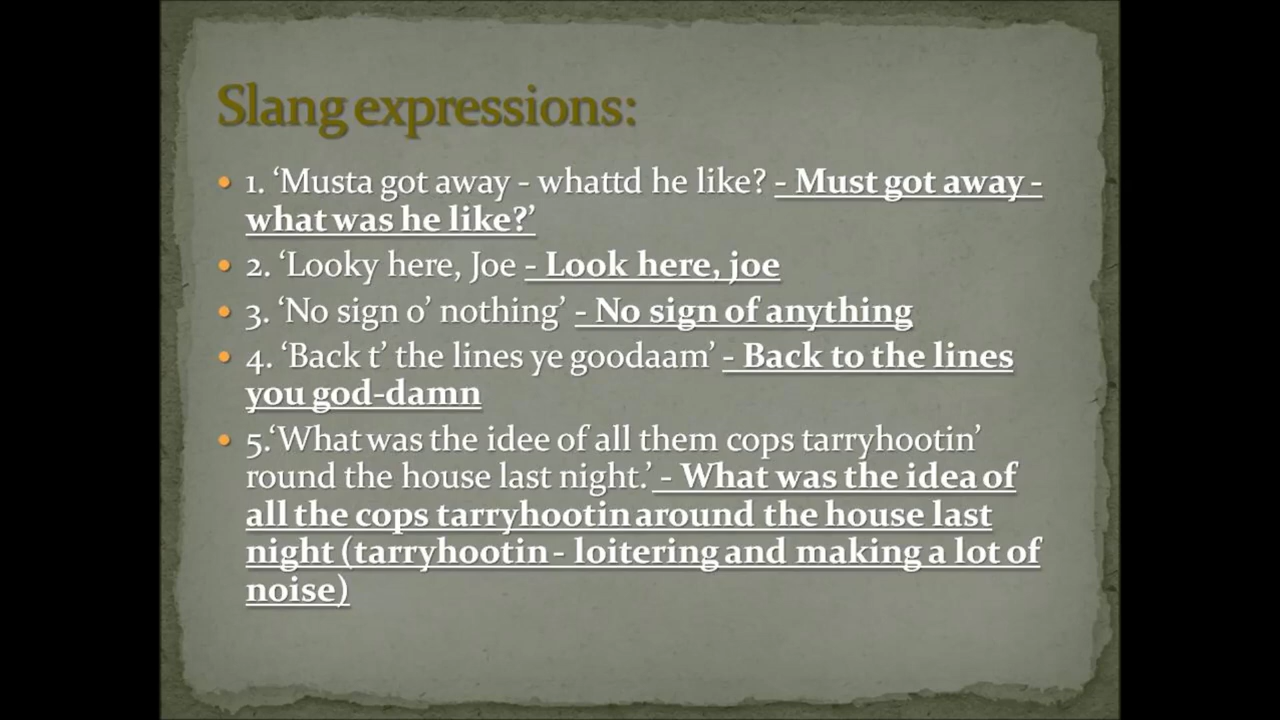 Slang expressions:
• 1. ‘Musta got away - whattd he like? - Must got away -
what was he like?’
• 2. ‘Looky here, Joe - Look here, joe
• 3. ‘No sign o’ nothing’ - No sign of anything
• 4. ‘Back t’ the lines ye goodaam’ - Back to the lines
you god-damn
• 5.‘What was the idee of all them cops tarryhootin’
round the house last night.’ - What was the idea of
all the cops tarryhootin around the house last
night (tarryhootin - loitering and making a lot of
noise)